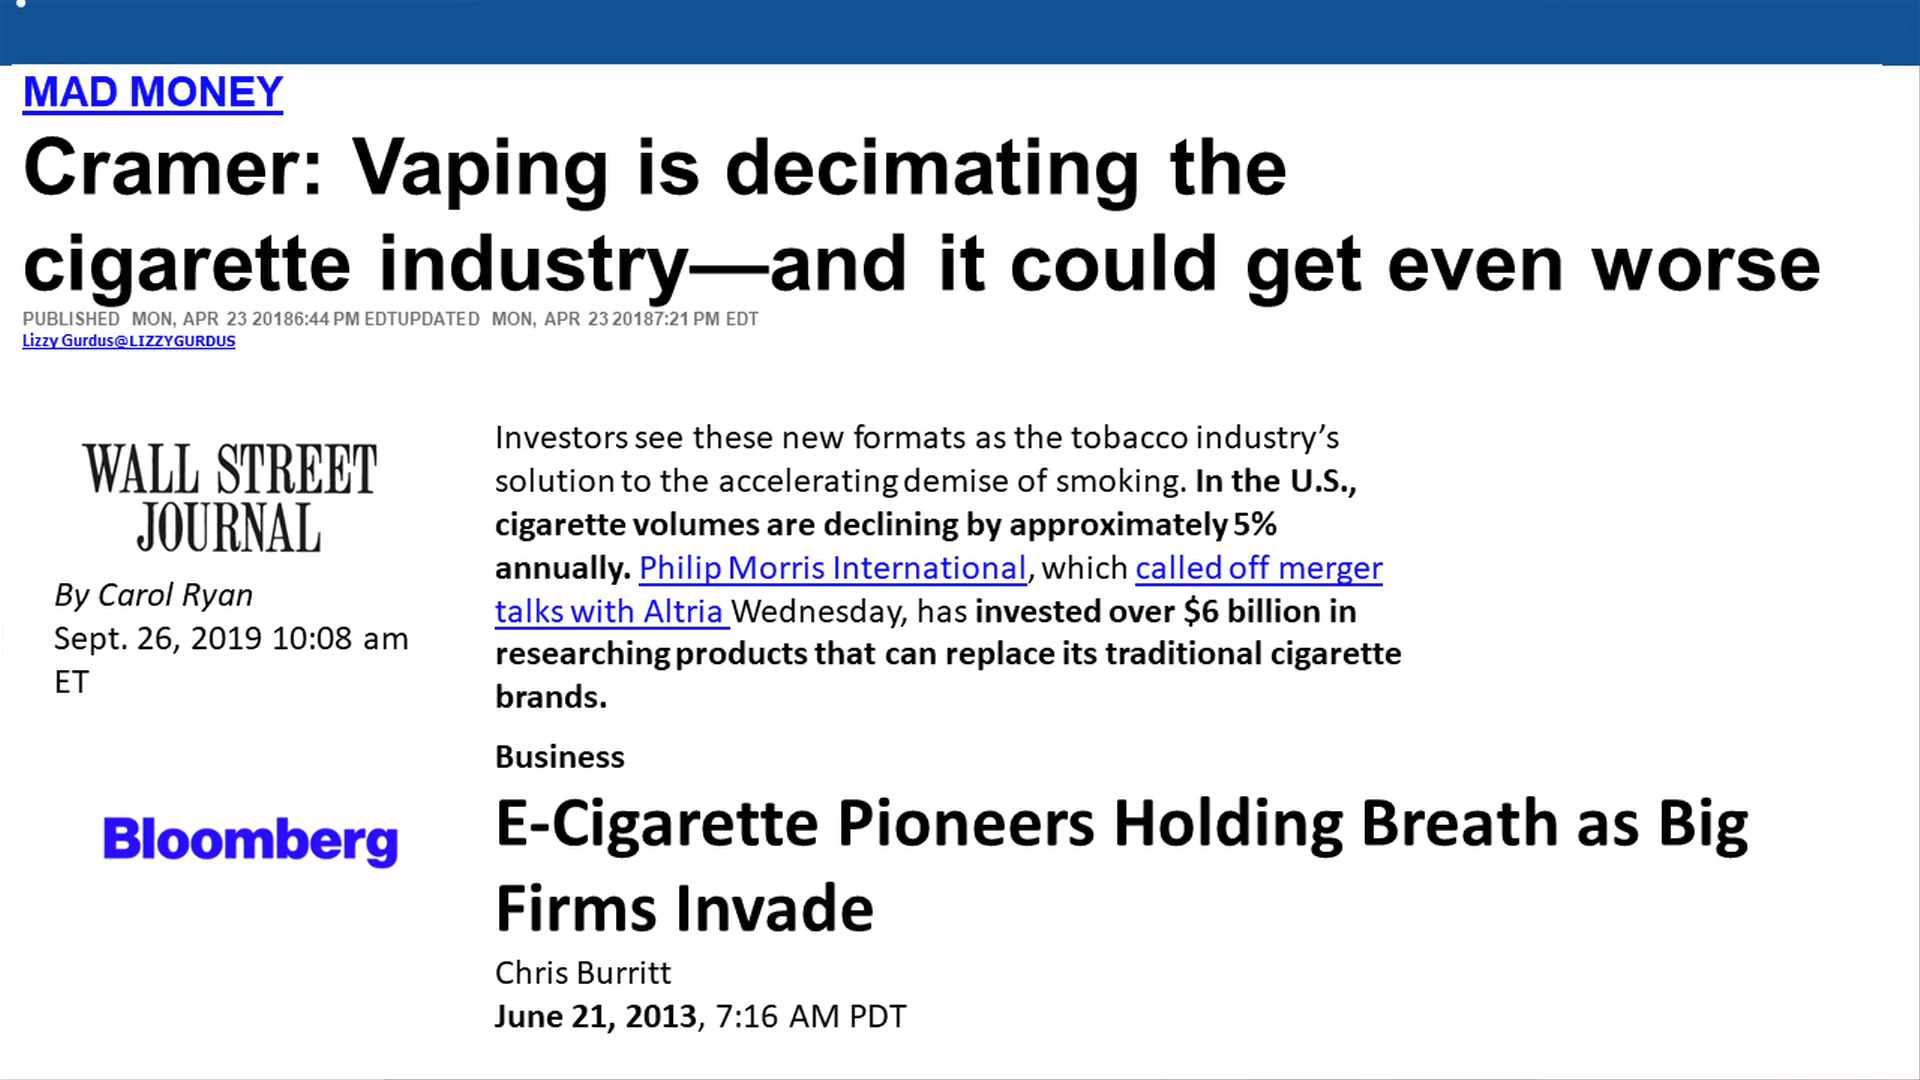 MAD MONEY
Cramer: Vaping is decimating the
cigarette industry—and it could get even worse
PUBLISHED MON, APR 23 20186:44 PM EDTUPDATED MON, APR 23 20187:21 PM EDT
Lizzy Gurdus@LIZZYGURDUS
WALL STREET
JOURNAL
By Carol Ryan
Sept. 26, 2019 10:08 am
ET
Investors see these new formats as the tobacco industry’s
solution to the accelerating demise of smoking. In the U.S.,
cigarette volumes are declining by approximately 5%
annually. Philip Morris International, which called off merger
talks with Altria Wednesday, has invested over $6 billion in
researching products that can replace its traditional cigarette
brands.
Bloomberg
Business
E-Cigarette Pioneers Holding Breath as Big
Firms Invade
Chris Burritt
June 21, 2013, 7:16 AM PDT